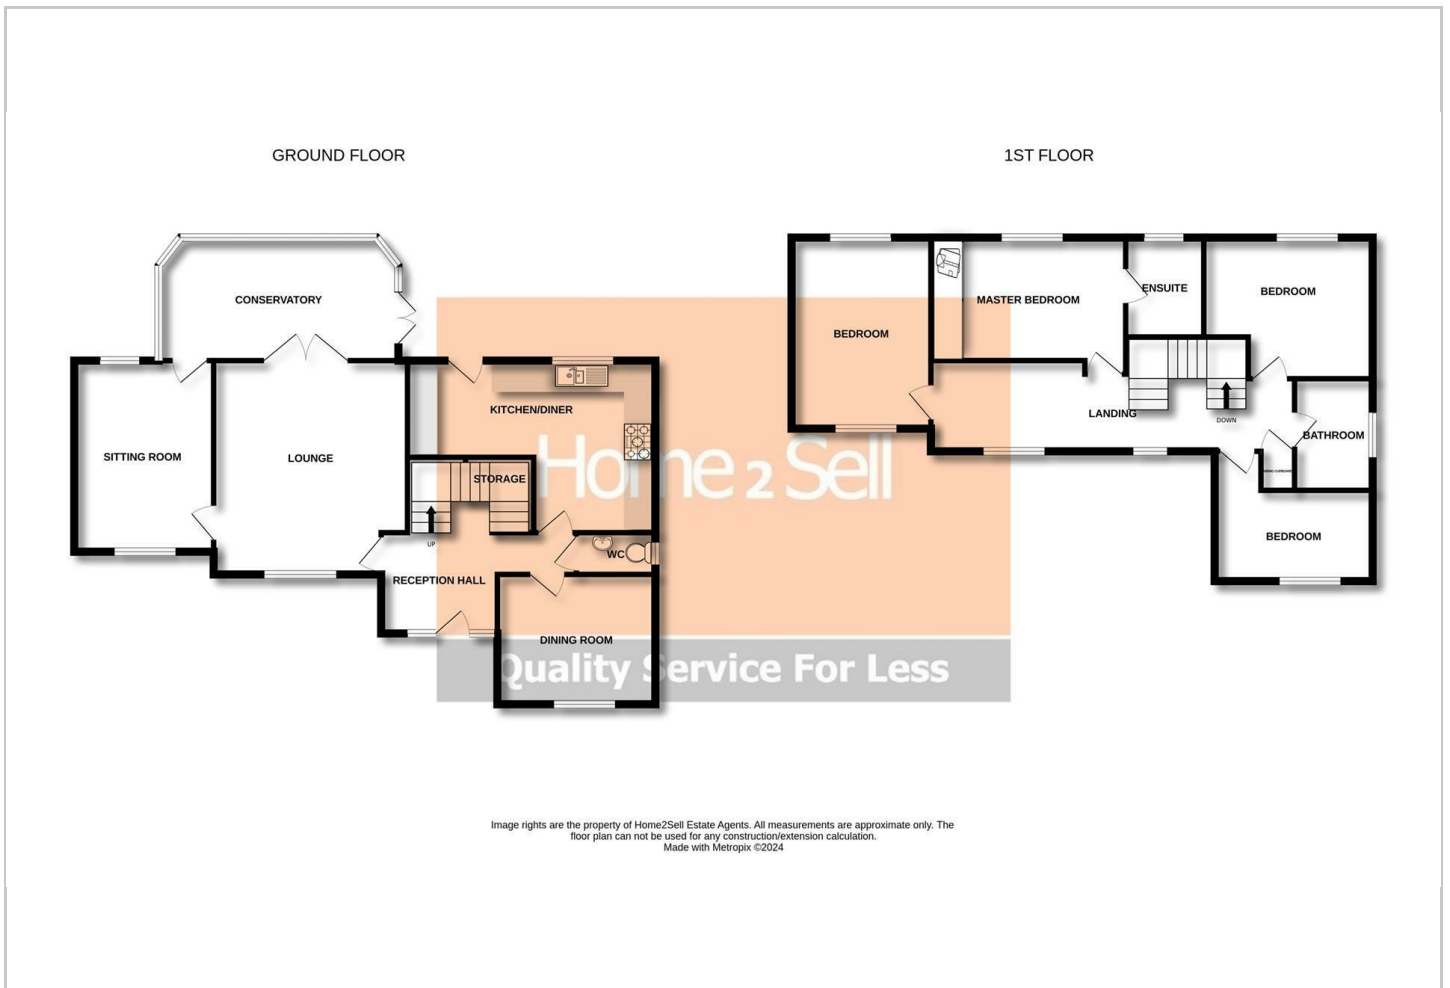 GROUND FLOOR
1ST FLOOR
CONSERVATORY
SITTING ROOM
LOUNGE
KITCHEN/DINER
STORAGE
UP
WC
RECEPTION HALL
DINING ROOM
BEDROOM
MASTER BEDROOM
ENSUITE
BEDROOM
LANDING
DOWN
BATHROOM
BEDROOM
Home 2 Sell
Quality Service For Less
Image rights are the property of Home2Sell Estate Agents. All measurements are approximate only. The
floor plan can not be used for any construction/extension calculation.
Made with Metropix ©2024